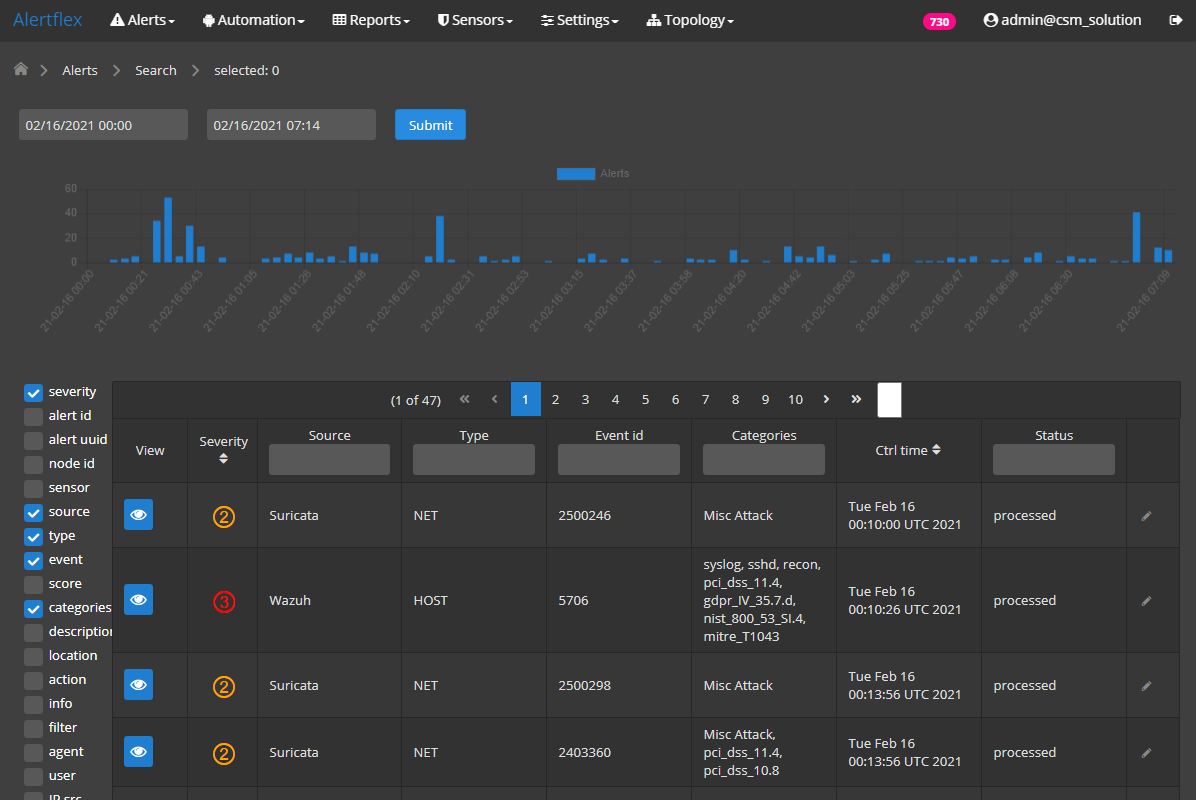 Alertflex Alerts Automation Reports Sensors Settings Topology 730 admin@csm_solution
Alerts Search selected: 0
02/16/2021 00:00 02/16/2021 07:14 Submit
Alerts
60
40
20
0
21-02-16 00:00 21-02-16 00:21 21-02-16 00:43 21-02-16 01:05 21-02-16 01:26 21-02-16 01:48 21-02-16 02:10 21-02-16 02:31 21-02-16 02:53 21-02-16 03:15 21-02-16 03:37 21-02-16 03:58 21-02-16 04:20 21-02-16 04:42 21-02-16 05:03 21-02-16 05:25 21-02-16 05:47 21-02-16 06:08 21-02-16 06:30 21-02-16 07:09
severity
alert id
alert uuid
node id
sensor
source
type
event
score
categories
description
location
action
info
filter
agent
user
IP src
(1 of 47) 1 2 3 4 5 6 7 8 9 10
View Severity Source Type Event id Categories Ctrl time Status
2 Suricata NET 2500246 Misc Attack Tue Feb 16
00:10:00 UTC 2021 processed
3 Wazuh HOST 5706 syslog, sshd, recon,
pci_dss_11.4,
gdpr_IV_35.7.d,
nist_800_53_SI.4,
mitre_T1043 Tue Feb 16
00:10:26 UTC 2021 processed
2 Suricata NET 2500298 Misc Attack Tue Feb 16
00:13:56 UTC 2021 processed
2 Suricata NET 2403360 Misc Attack,
pci_dss_11.4,
pci_dss_10.8 Tue Feb 16
00:13:56 UTC 2021 processed